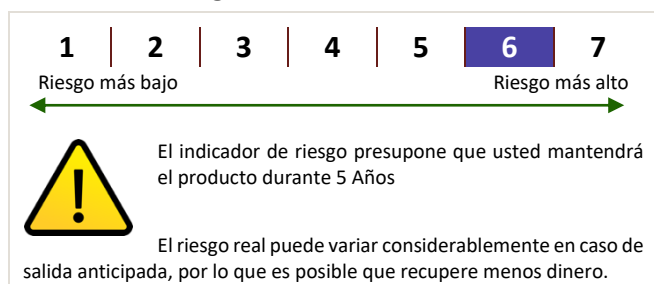 1 2 3 4 5 6 7
Riesgo más bajo Riesgo más alto
El indicador de riesgo presupone que usted mantendrá
el producto durante 5 Años
El riesgo real puede variar considerablemente en caso de
salida anticipada, por lo que es posible que recupere menos dinero.